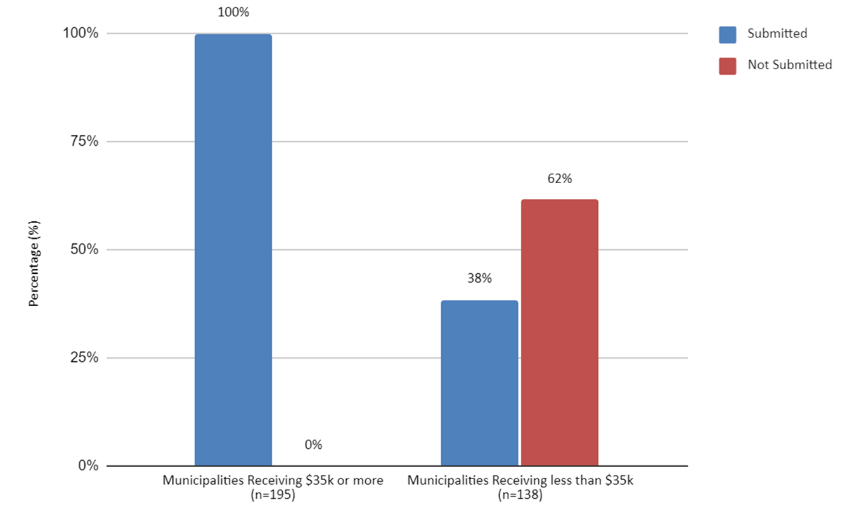 100%
100%
75%
50%
25%
0%
Percentage (%)
0%
38%
62%
Municipalities Receiving $35k or more
(n=195)
Municipalities Receiving less than $35k
(n=138)
Submitted
Not Submitted